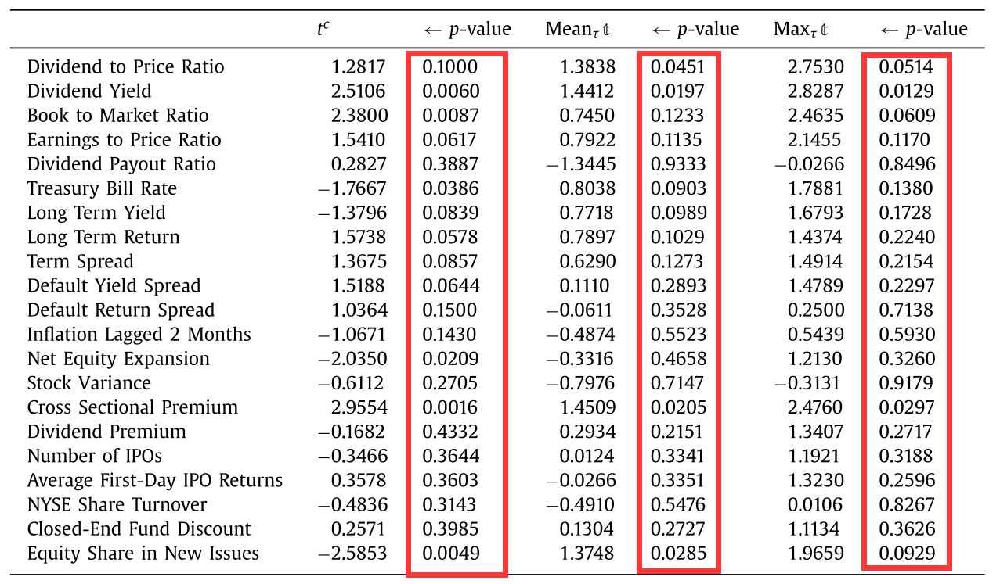 tᶜ ← p-value Meanτ 𝕥 ← p-value Maxτ 𝕥 ← p-value
Dividend to Price Ratio 1.2817 0.1000 1.3838 0.0451 2.7530 0.0514
Dividend Yield 2.5106 0.0060 1.4412 0.0197 2.8287 0.0129
Book to Market Ratio 2.3800 0.0087 0.7450 0.1233 2.4635 0.0609
Earnings to Price Ratio 1.5410 0.0617 0.7922 0.1135 2.1455 0.1170
Dividend Payout Ratio 0.2827 0.3887 −1.3445 0.9333 −0.0266 0.8496
Treasury Bill Rate −1.7667 0.0386 0.8038 0.0903 1.7881 0.1380
Long Term Yield −1.3796 0.0839 0.7718 0.0989 1.6793 0.1728
Long Term Return 1.5738 0.0578 0.7897 0.1029 1.4374 0.2240
Term Spread 1.3675 0.0857 0.6290 0.1273 1.4914 0.2154
Default Yield Spread 1.5188 0.0644 0.1110 0.2893 1.4789 0.2297
Default Return Spread 1.0364 0.1500 −0.0611 0.3528 0.2500 0.7138
Inflation Lagged 2 Months −1.0671 0.1430 −0.4874 0.5523 0.5439 0.5930
Net Equity Expansion −2.0350 0.0209 −0.3316 0.4658 1.2130 0.3260
Stock Variance −0.6112 0.2705 −0.7976 0.7147 −0.3131 0.9179
Cross Sectional Premium 2.9554 0.0016 1.4509 0.0205 2.4760 0.0297
Dividend Premium −0.1682 0.4332 0.2934 0.2151 1.3407 0.2717
Number of IPOs −0.3466 0.3644 0.0124 0.3341 1.1921 0.3188
Average First-Day IPO Returns 0.3578 0.3603 −0.0266 0.3351 1.3230 0.2596
NYSE Share Turnover −0.4836 0.3143 −0.4910 0.5476 0.0106 0.8267
Closed-End Fund Discount 0.2571 0.3985 0.1304 0.2727 1.1134 0.3626
Equity Share in New Issues −2.5853 0.0049 1.3748 0.0285 1.9659 0.0929